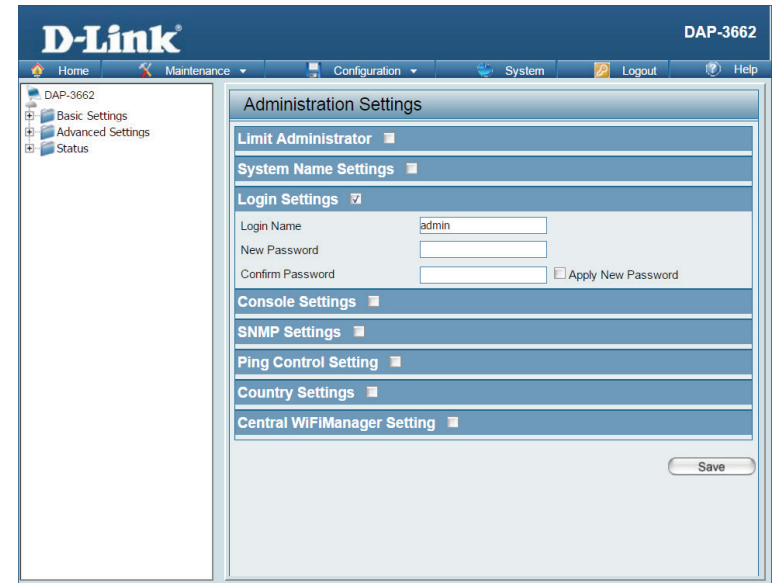 D-Link
DAP-3662
Home Maintenance Configuration System Logout Help
DAP-3662
Basic Settings
Advanced Settings
Status
Administration Settings
Limit Administrator
System Name Settings
Login Settings
Login Name admin
New Password
Confirm Password Apply New Password
Console Settings
SNMP Settings
Ping Control Setting
Country Settings
Central WiFiManager Setting
Save